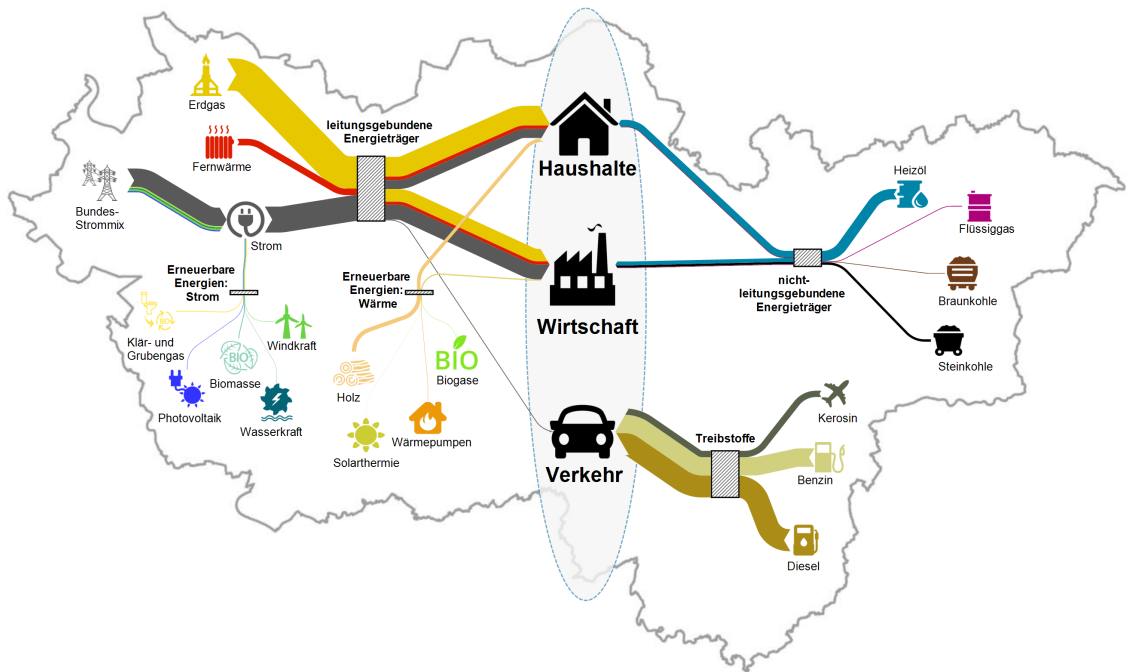 Erdgas
leitungsgebundene
Energieträger
Fernwärme
Haushalte
Heizöl
Bundes-
Strommix
Flüssiggas
Strom
Erneuerbare
Energien:
Strom
Erneuerbare
Energien:
Wärme
nicht-
leitungsgebundene
Energieträger
Braunkohle
Wirtschaft
Klär- und
Grubengas
BIO
Windkraft
BIO
Biomasse
BIO
Biogase
Steinkohle
Photovoltaik
Wasserkraft
Holz
Wärmepumpen
Solarthermie
Kerosin
Treibstoffe
Verkehr
Benzin
Diesel